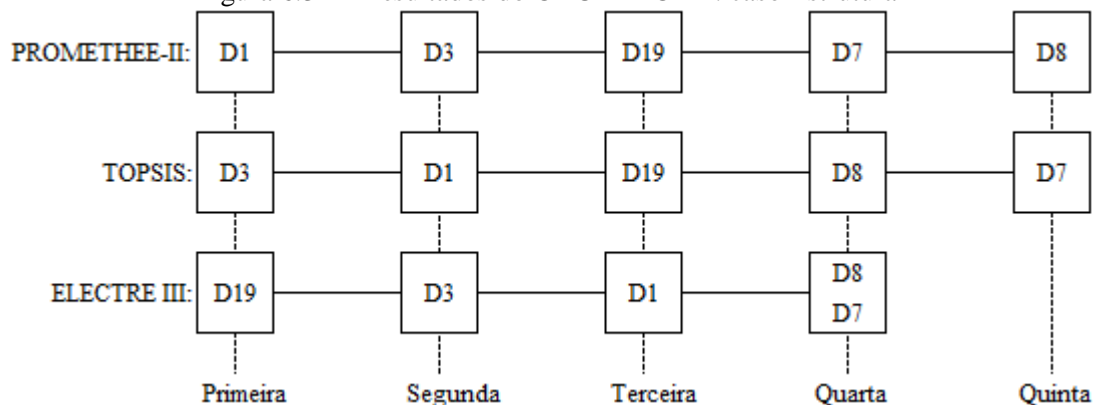 PROMETHEE-II: D1 D3 D19 D7 D8
TOPSIS: D3 D1 D19 D8 D7
ELECTRE III: D19 D3 D1 D8
D7
Primeira Segunda Terceira Quarta Quinta